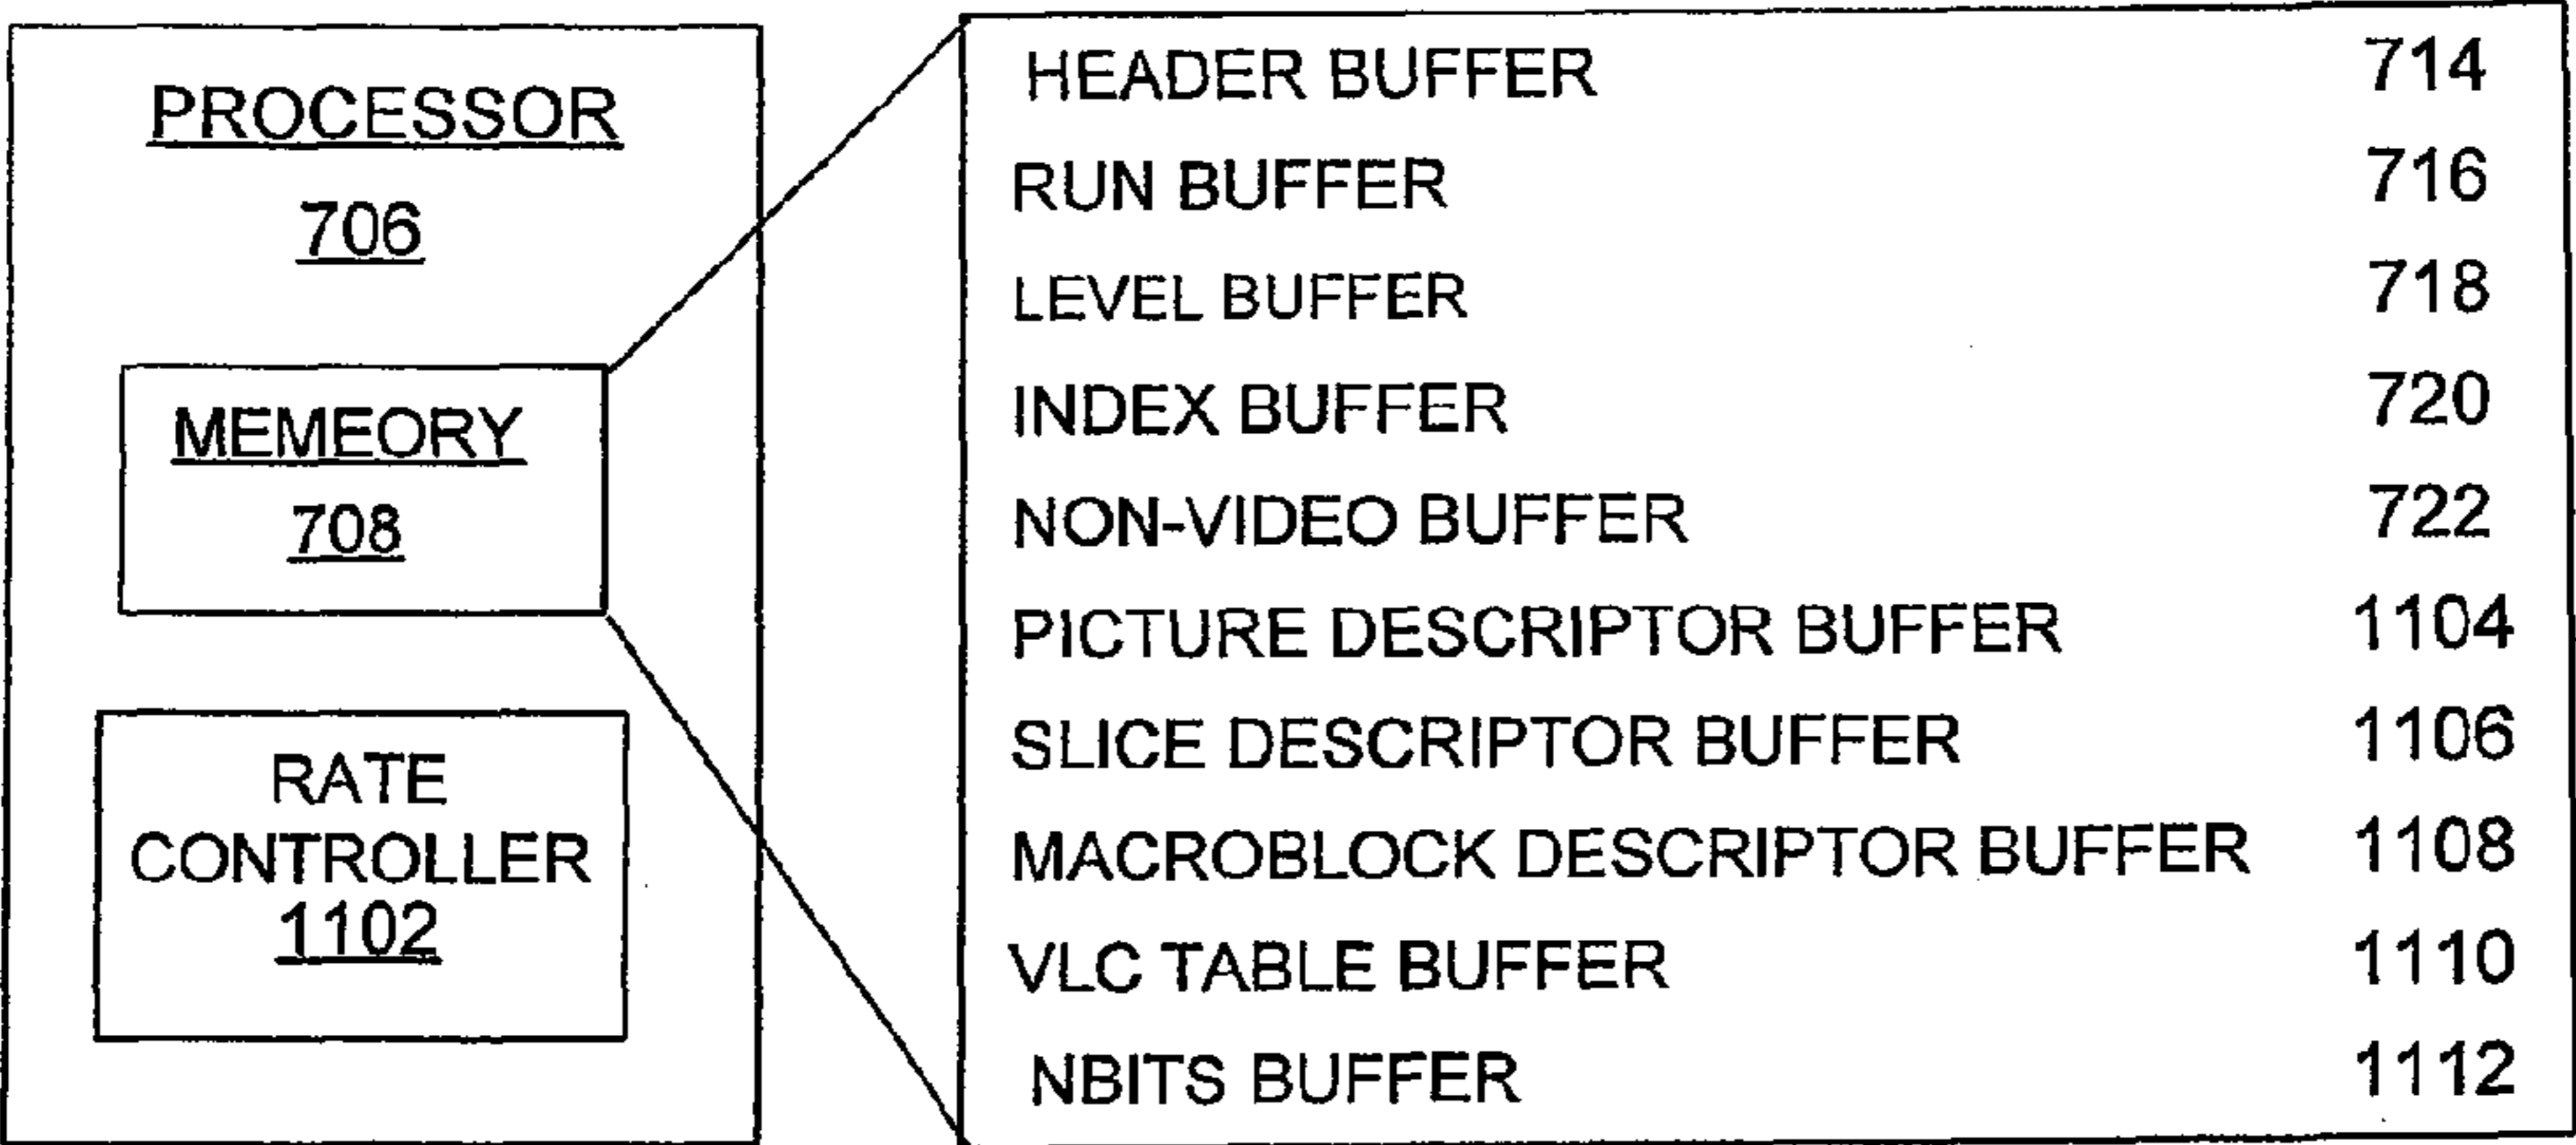 PROCESSOR
706
MEMEORY
708
RATE
CONTROLLER
1102
HEADER BUFFER 714
RUN BUFFER 716
LEVEL BUFFER 718
INDEX BUFFER 720
NON-VIDEO BUFFER 722
PICTURE DESCRIPTOR BUFFER 1104
SLICE DESCRIPTOR BUFFER 1106
MACROBLOCK DESCRIPTOR BUFFER 1108
VLC TABLE BUFFER 1110
NBITS BUFFER 1112